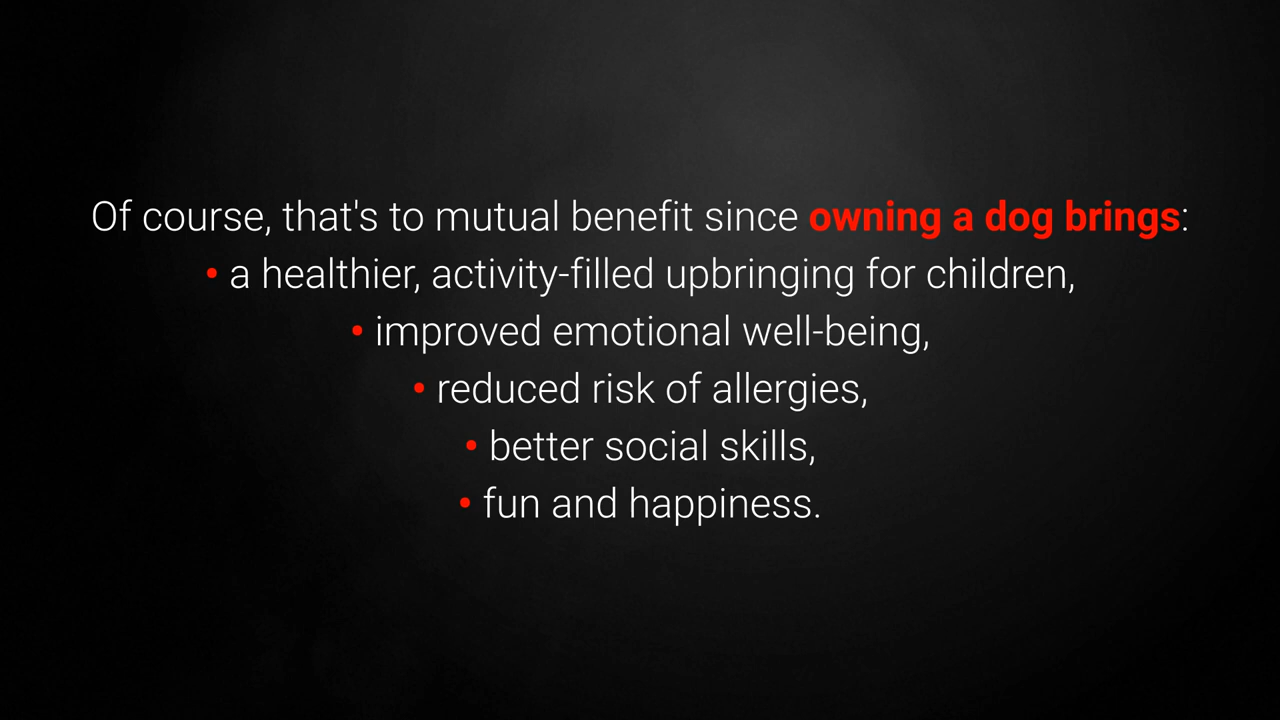 Of course, that's to mutual benefit since owning a dog brings:
• a healthier, activity-filled upbringing for children,
• improved emotional well-being,
• reduced risk of allergies,
• better social skills,
• fun and happiness.